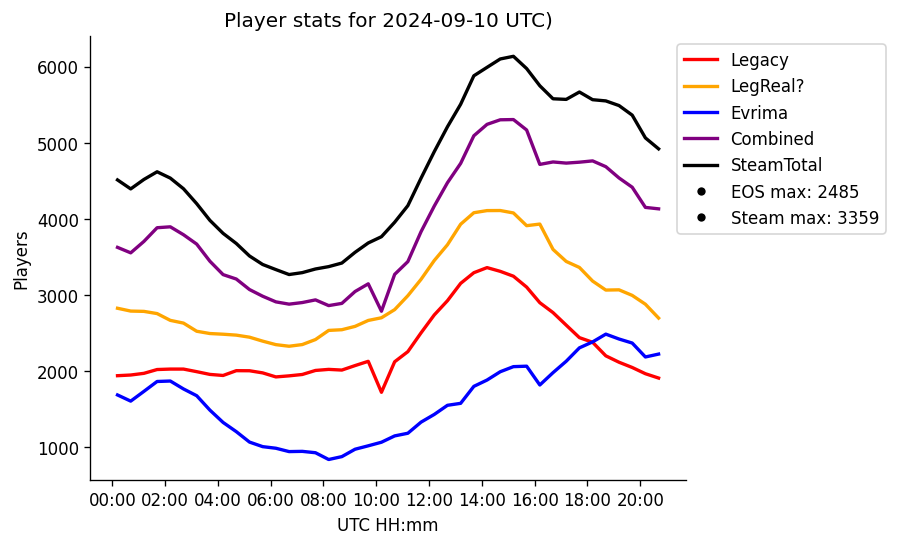 Player stats for 2024-09-10 UTC)
6000
5000
4000
3000
2000
1000
Players
00:00 02:00 04:00 06:00 08:00 10:00 12:00 14:00 16:00 18:00 20:00
UTC HH:mm
Legacy
LegReal?
Evrima
Combined
SteamTotal
EOS max: 2485
Steam max: 3359